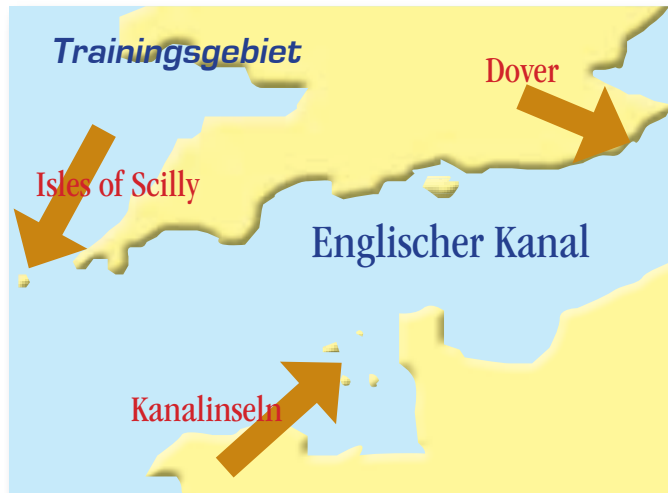 Trainingsgebiet
Dover
Isles of Scilly
Englischer Kanal
Kanalinseln